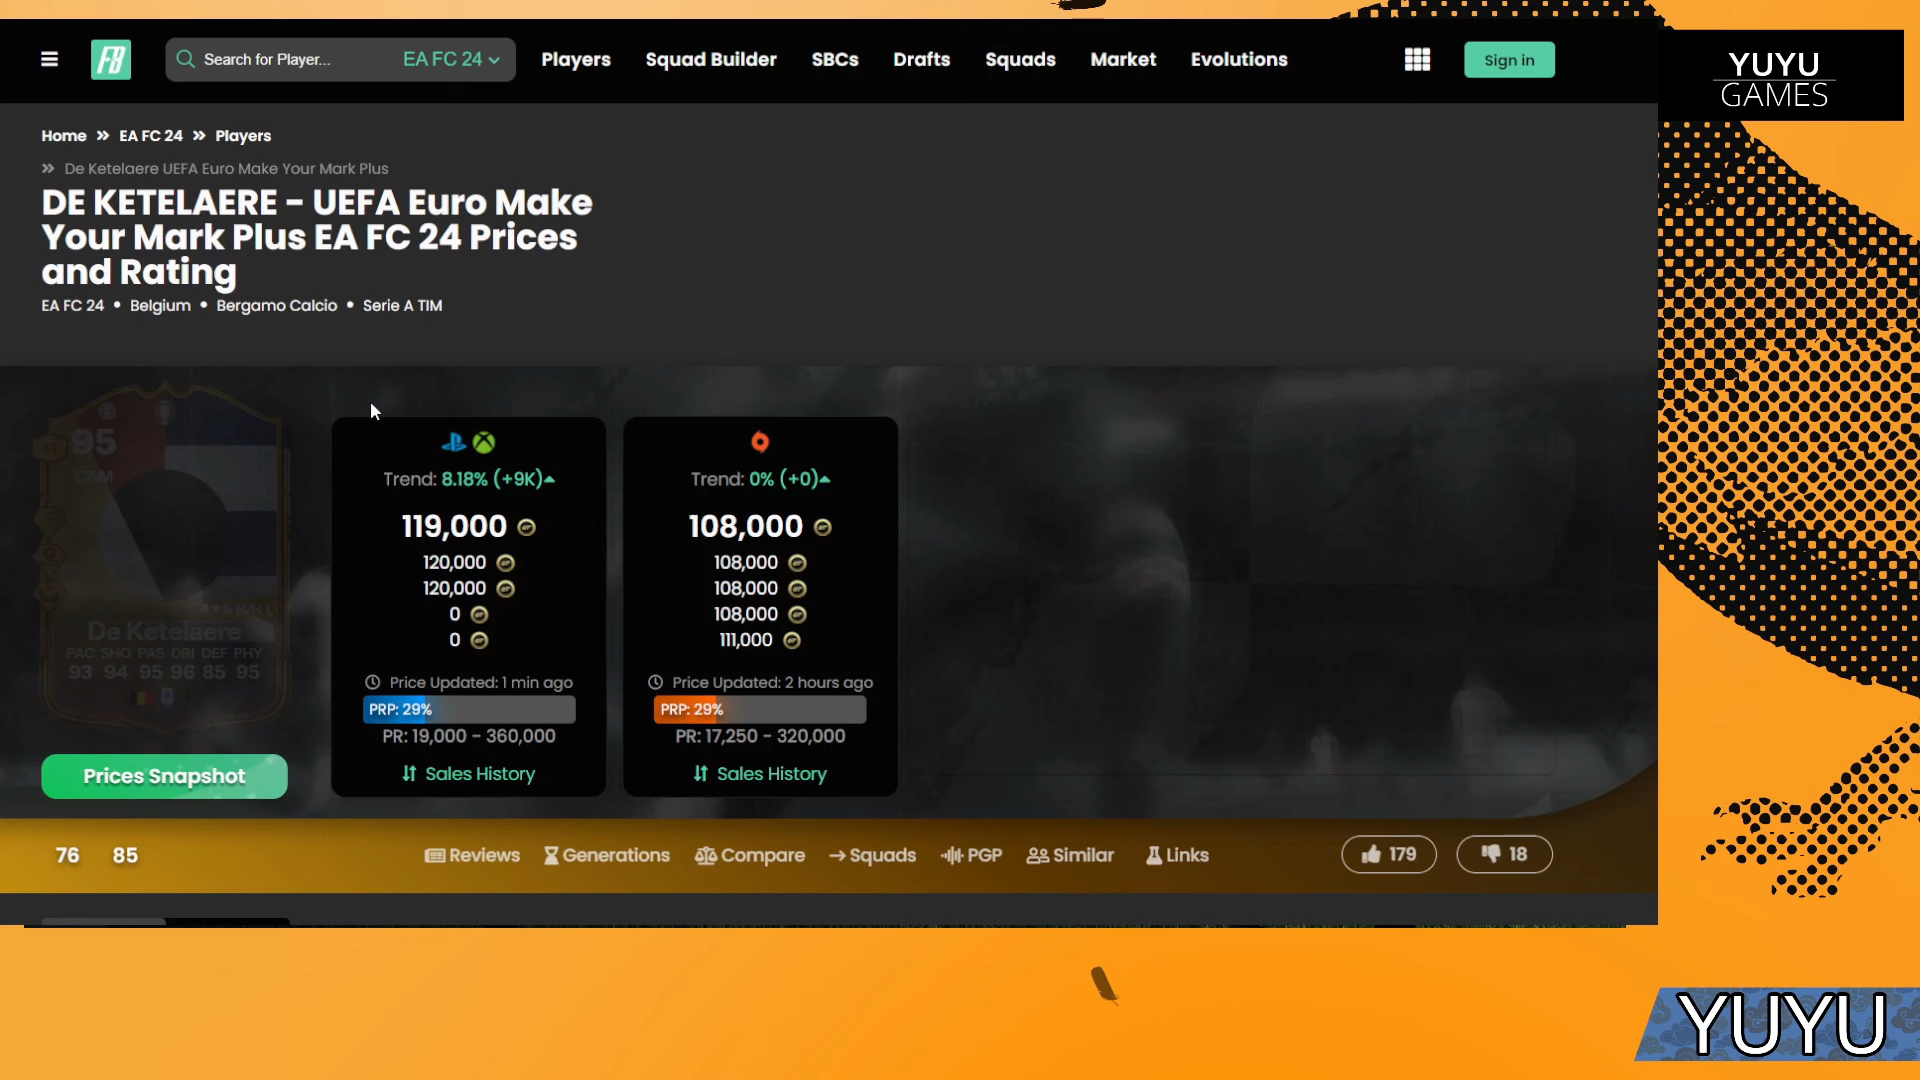 YUYU
GAMES
F8
Search for Player...
EA FC 24
Players
Squad Builder
SBCs
Drafts
Squads
Market
Evolutions
Sign in
Home » EA FC 24 » Players
» De Ketelaere UEFA Euro Make Your Mark Plus
DE KETELAERE - UEFA Euro Make
Your Mark Plus EA FC 24 Prices
and Rating
EA FC 24 • Belgium • Bergamo Calcio • Serie A TIM
95
CAM
De Ketelaere
PAC SHO PAS DRI DEF PHY
93 94 95 96 85 95
Prices Snapshot
Trend: 8.18% (+9K)
119,000
120,000
120,000
0
0
Price Updated: 1 min ago
PRP: 29%
PR: 19,000 - 360,000
Sales History
Trend: 0% (+0)
108,000
108,000
108,000
108,000
111,000
Price Updated: 2 hours ago
PRP: 29%
PR: 17,250 - 320,000
Sales History
76
85
Reviews
Generations
Compare
Squads
PGP
Similar
Links
179
18
YUYU